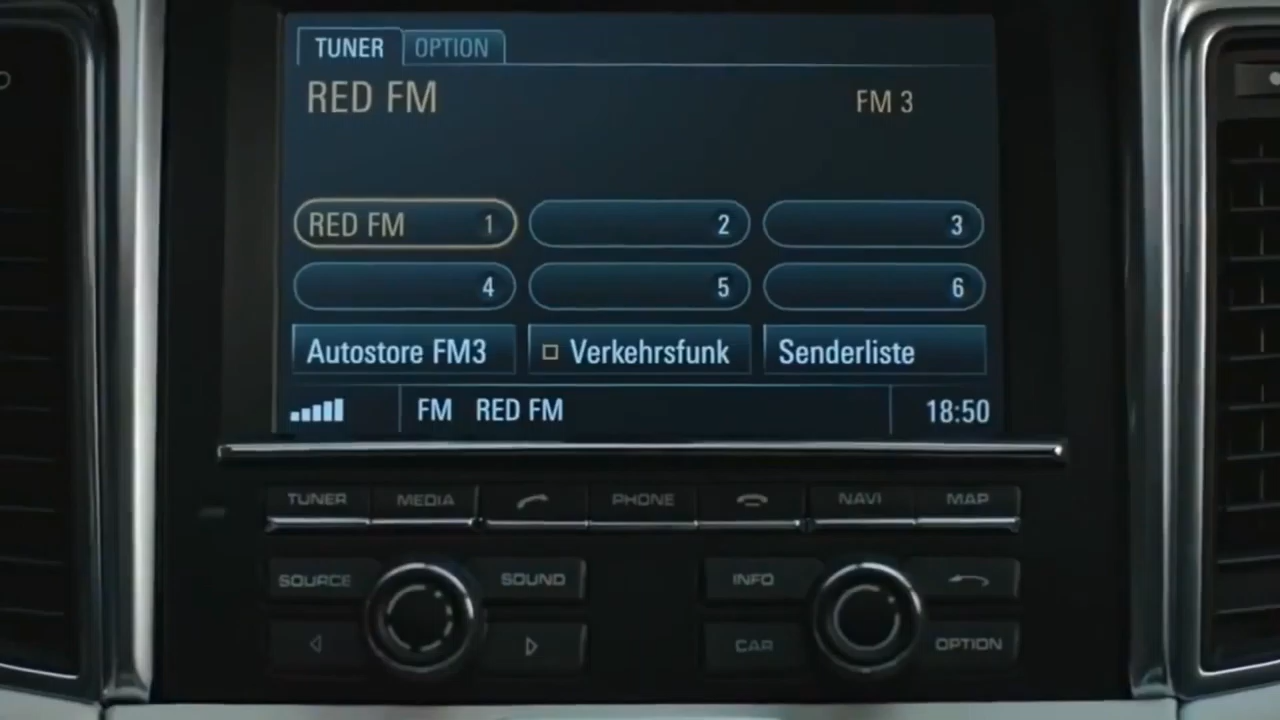 TUNER OPTION
RED FM FM 3
RED FM 1 2 3
4 5 6
Autostore FM3 Verkehrsfunk Senderliste
FM RED FM 18:50
TUNER MEDIA PHONE NAVI MAP
SOURCE SOUND INFO
CAR OPTION